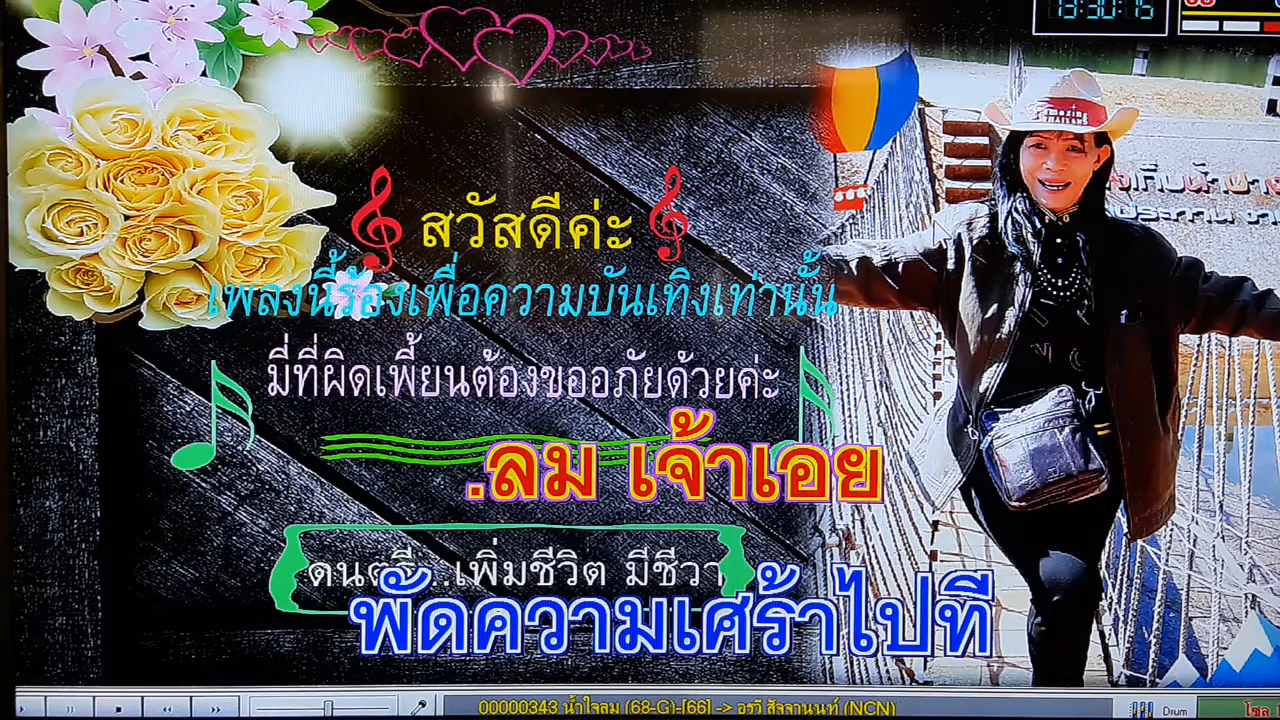 13:30:15
AMAZING
THAILAND
สวัสดีค่ะ
เพลงนี้ร้องเพื่อความบันเทิงเท่านั้น
มี่ที่ผิดเพี้ยนต้องขออภัยด้วยค่ะ
.ลม เจ้าเอย
ดนตรี...เพิ่มชีวิต มีชีวา
พัดความเศร้าไปที
00000343 น้ำใจลม (68-G)-[66] -> อรวี สัจจานนท์ (NCN)
Drum